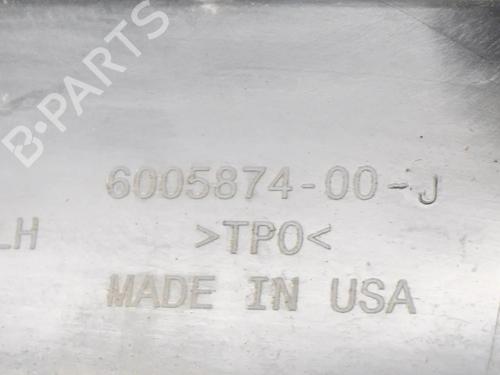 B-PARTS
6005874-00-J
LH >TPO<
MADE IN USA